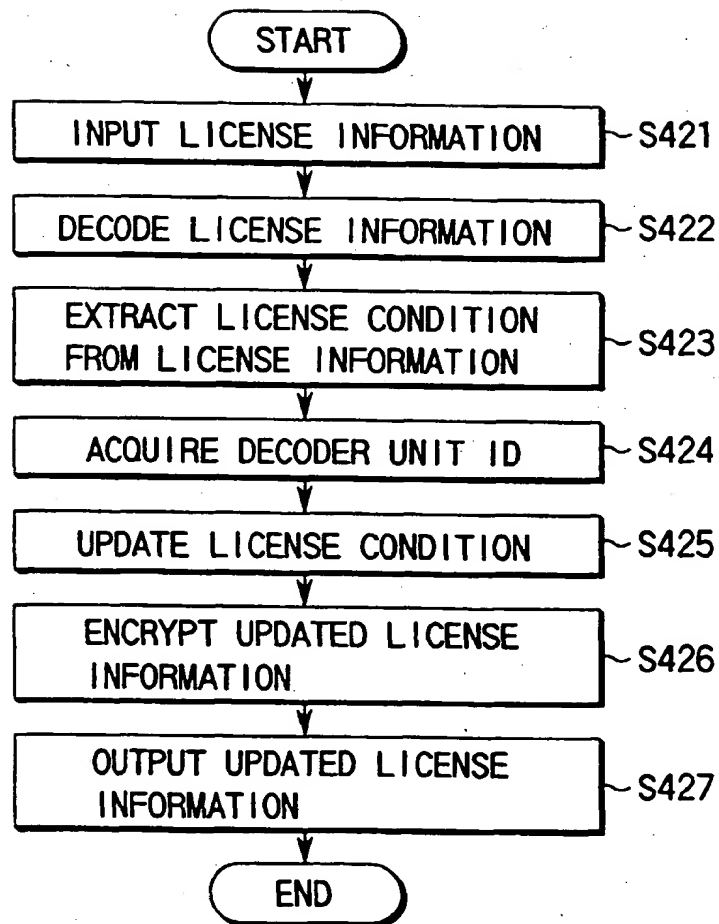 START
INPUT LICENSE INFORMATION
S421
DECODE LICENSE INFORMATION
S422
EXTRACT LICENSE CONDITION
FROM LICENSE INFORMATION
S423
ACQUIRE DECODER UNIT ID
S424
UPDATE LICENSE CONDITION
S425
ENCRYPT UPDATED LICENSE
INFORMATION
S426
OUTPUT UPDATED LICENSE
INFORMATION
S427
END